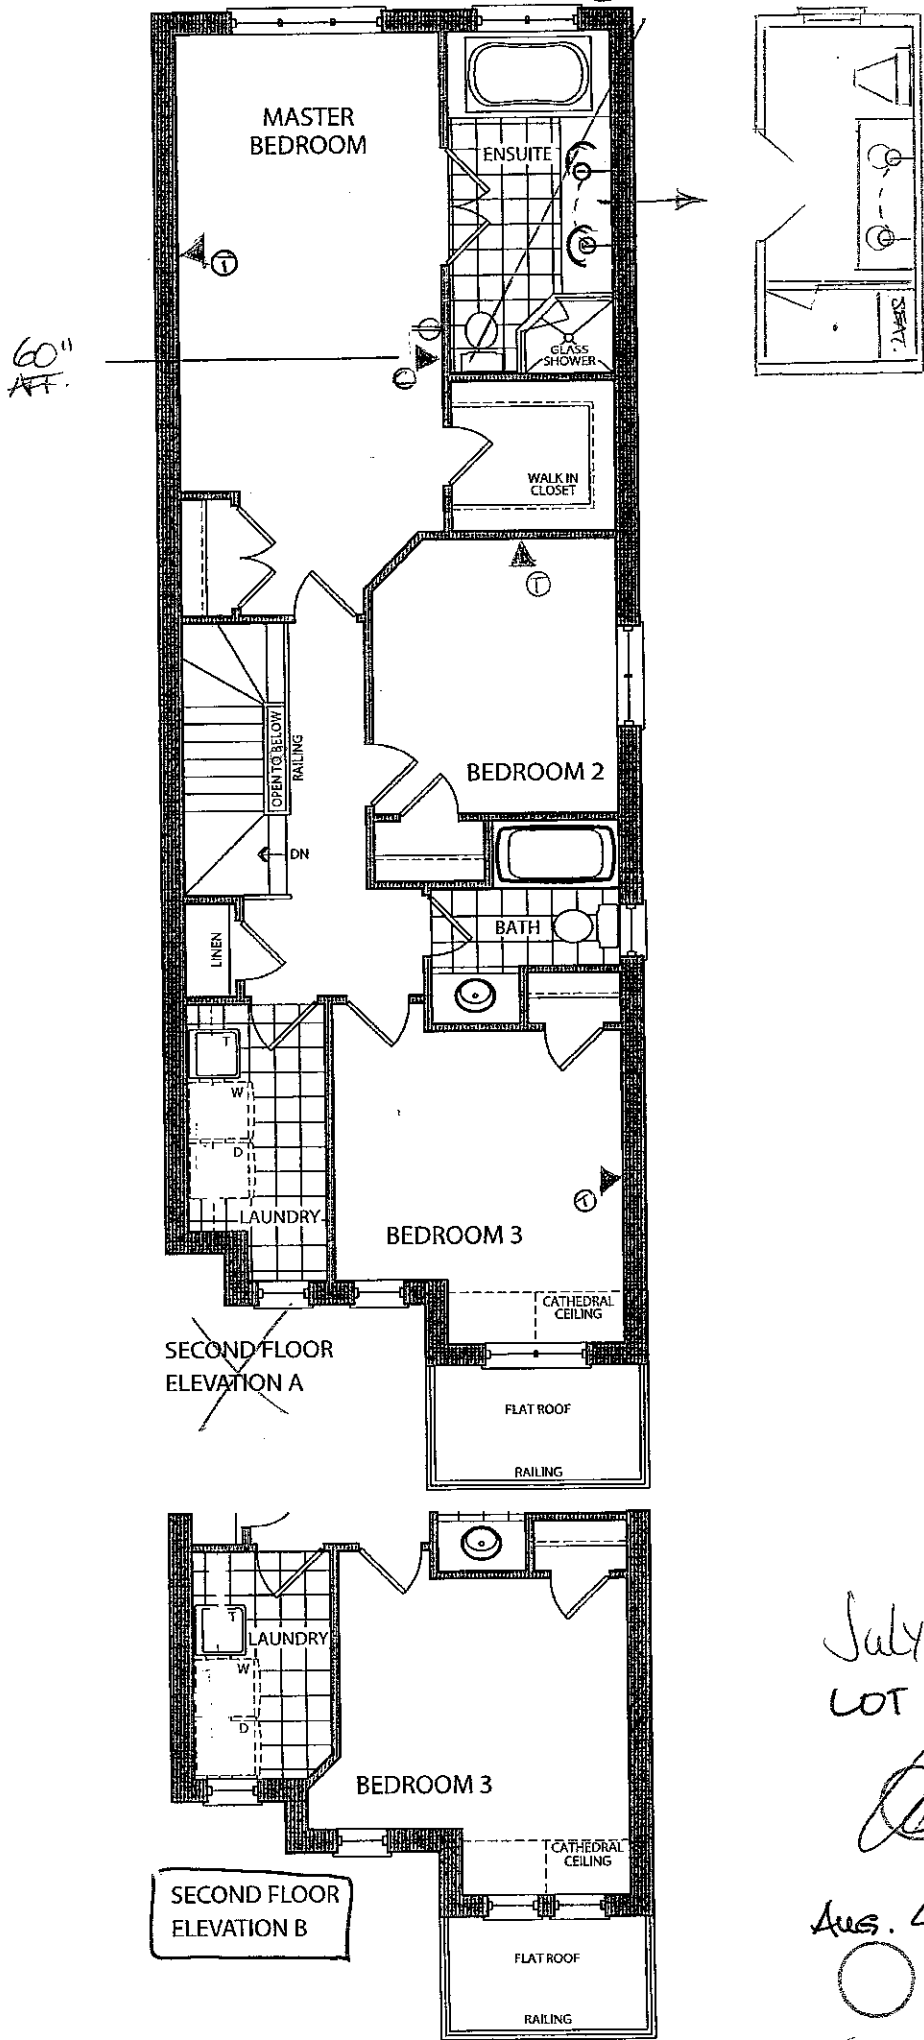 MASTER
BEDROOM
ENSUITE
T
60"
AFF.
GLASS
SHOWER
SEAT.
WALK IN
CLOSET
T
OPEN TO BELOW
RAILING
BEDROOM 2
DN
BATH
LINEN
T
W
D
LAUNDRY
T
BEDROOM 3
CATHEDRAL
CEILING
SECOND FLOOR
ELEVATION A
FLAT ROOF
RAILING
T
LAUNDRY
W
D
BEDROOM 3
July
LOT
CATHEDRAL
CEILING
SECOND FLOOR
ELEVATION B
Aug.
FLAT ROOF
RAILING